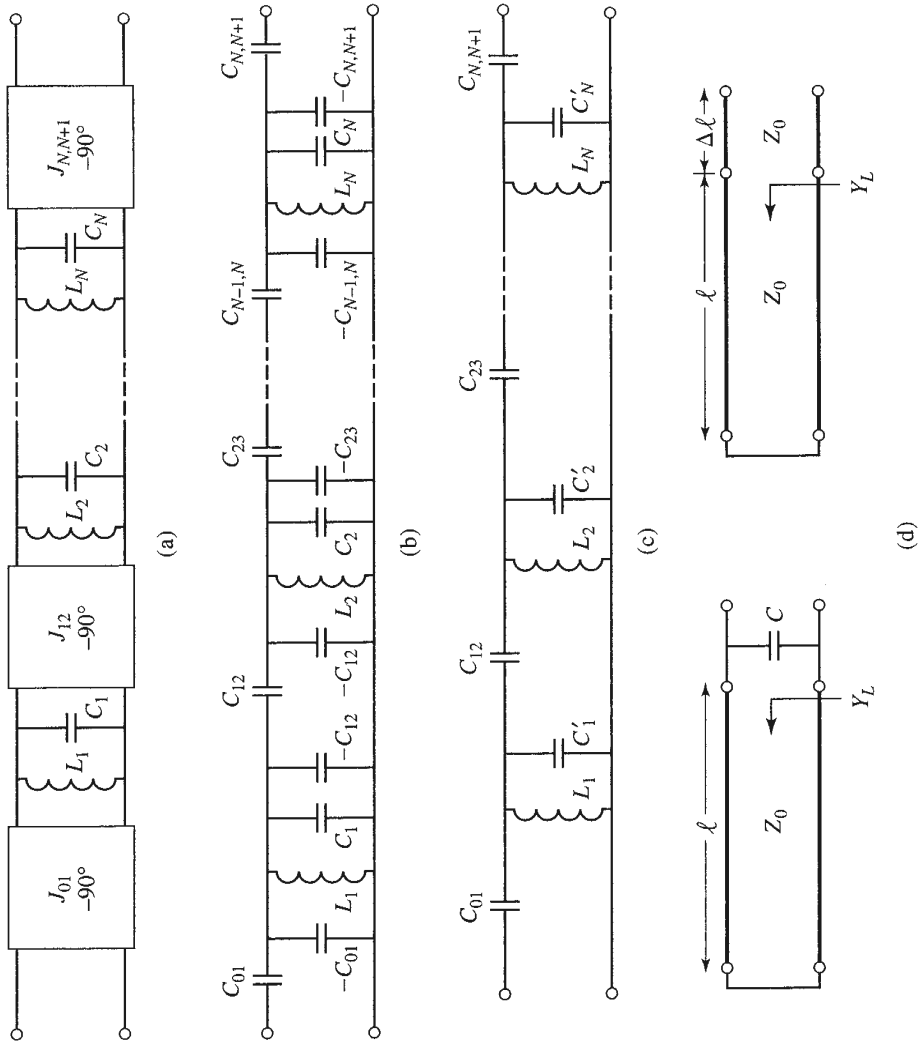 J01
−90°
L1
C1
J12
−90°
L2
C2
LN
CN
JN,N+1
−90°
(a)
C01
−C01
L1
C1
−C12
C12
−C12
L2
C2
−C23
C23
CN−1,N
−CN−1,N
LN
CN
−CN,N+1
CN,N+1
(b)
C01
L1
C′1
C12
L2
C′2
C23
LN
C′N
CN,N+1
(c)
ℓ
Z0
C
YL
ℓ
Δℓ
Z0
Z0
YL
(d)